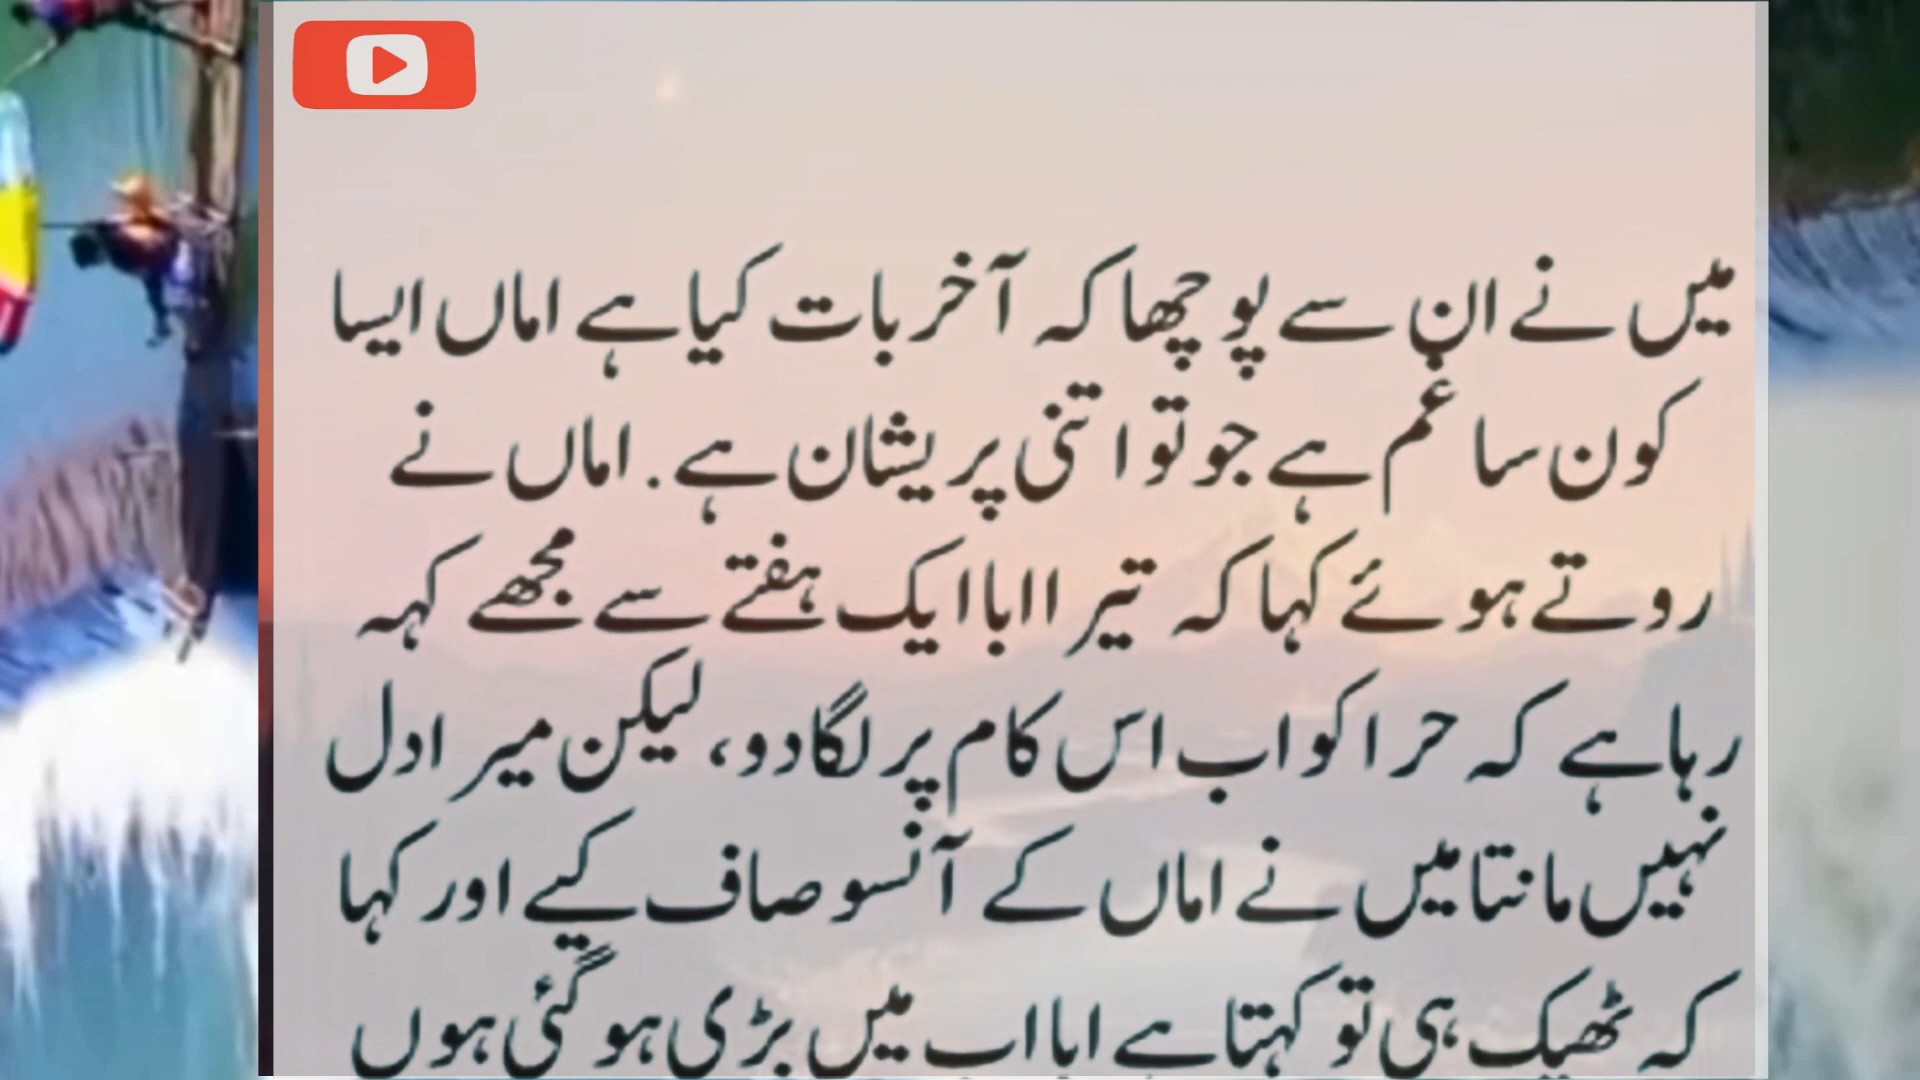 میں نے ان سے پوچھا کہ آخر بات کیا ہے اماں ایسا
کون سا غم ہے جو تو اتنی پریشان ہے . اماں نے
روتے ہوئے کہا کہ تیرا ابا ایک ہفتے سے مجھے کہہ
رہا ہے کہ حرا کو اب اس کام پر لگا دو، لیکن میرا دل
نہیں مانتا میں نے اماں کے آنسو صاف کیے اور کہا
کہ ٹھیک ہی تو کہتا ہے ابا اب میں بڑی ہو گئی ہوں